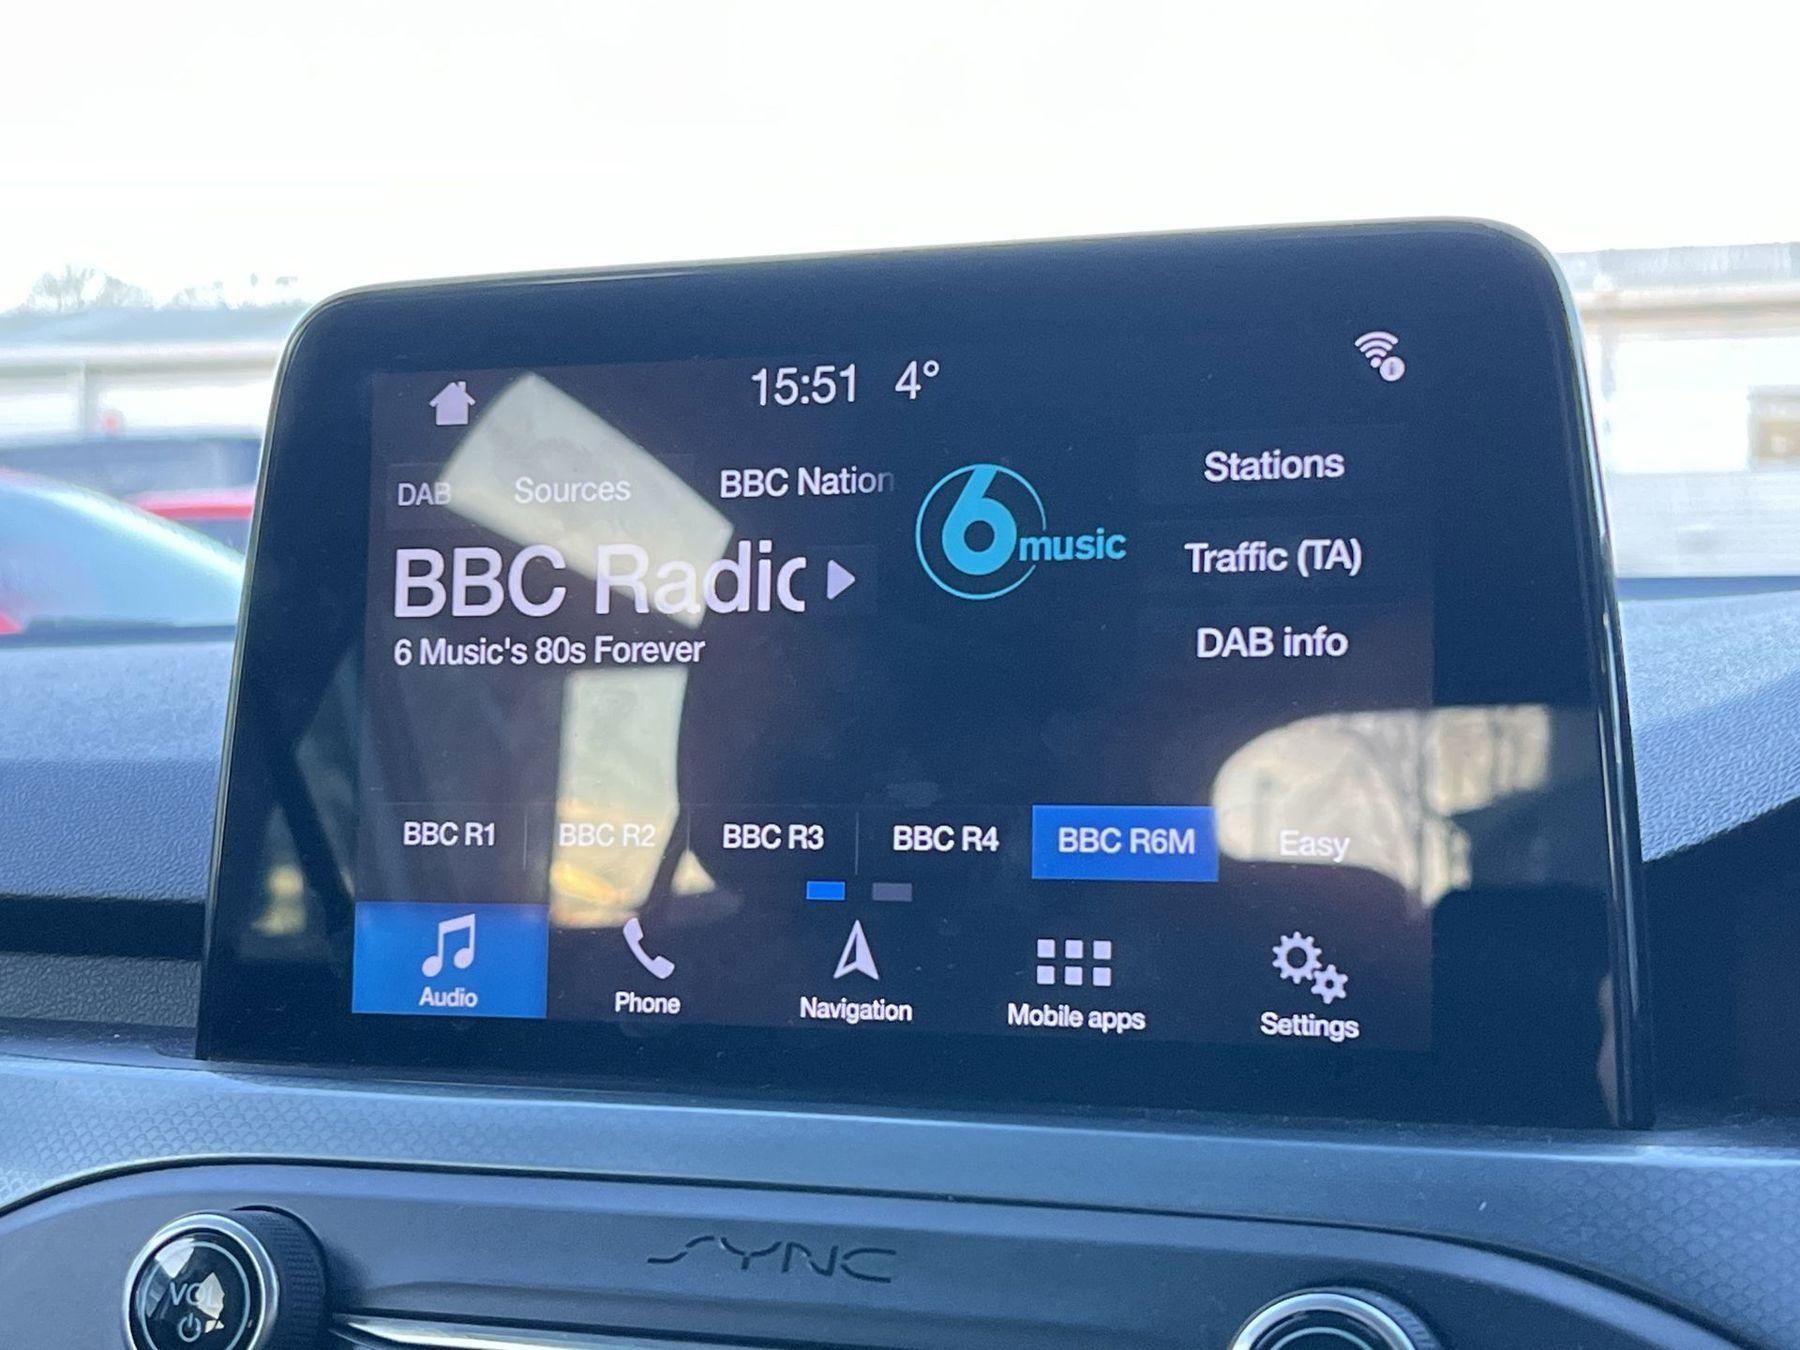 15:51 4°
DAB Sources BBC Nation
6music
Stations
BBC Radio
Traffic (TA)
6 Music's 80s Forever
DAB info
BBC R1 BBC R2 BBC R3 BBC R4 BBC R6M Easy
Audio Phone Navigation Mobile apps Settings
SYNC
VOL